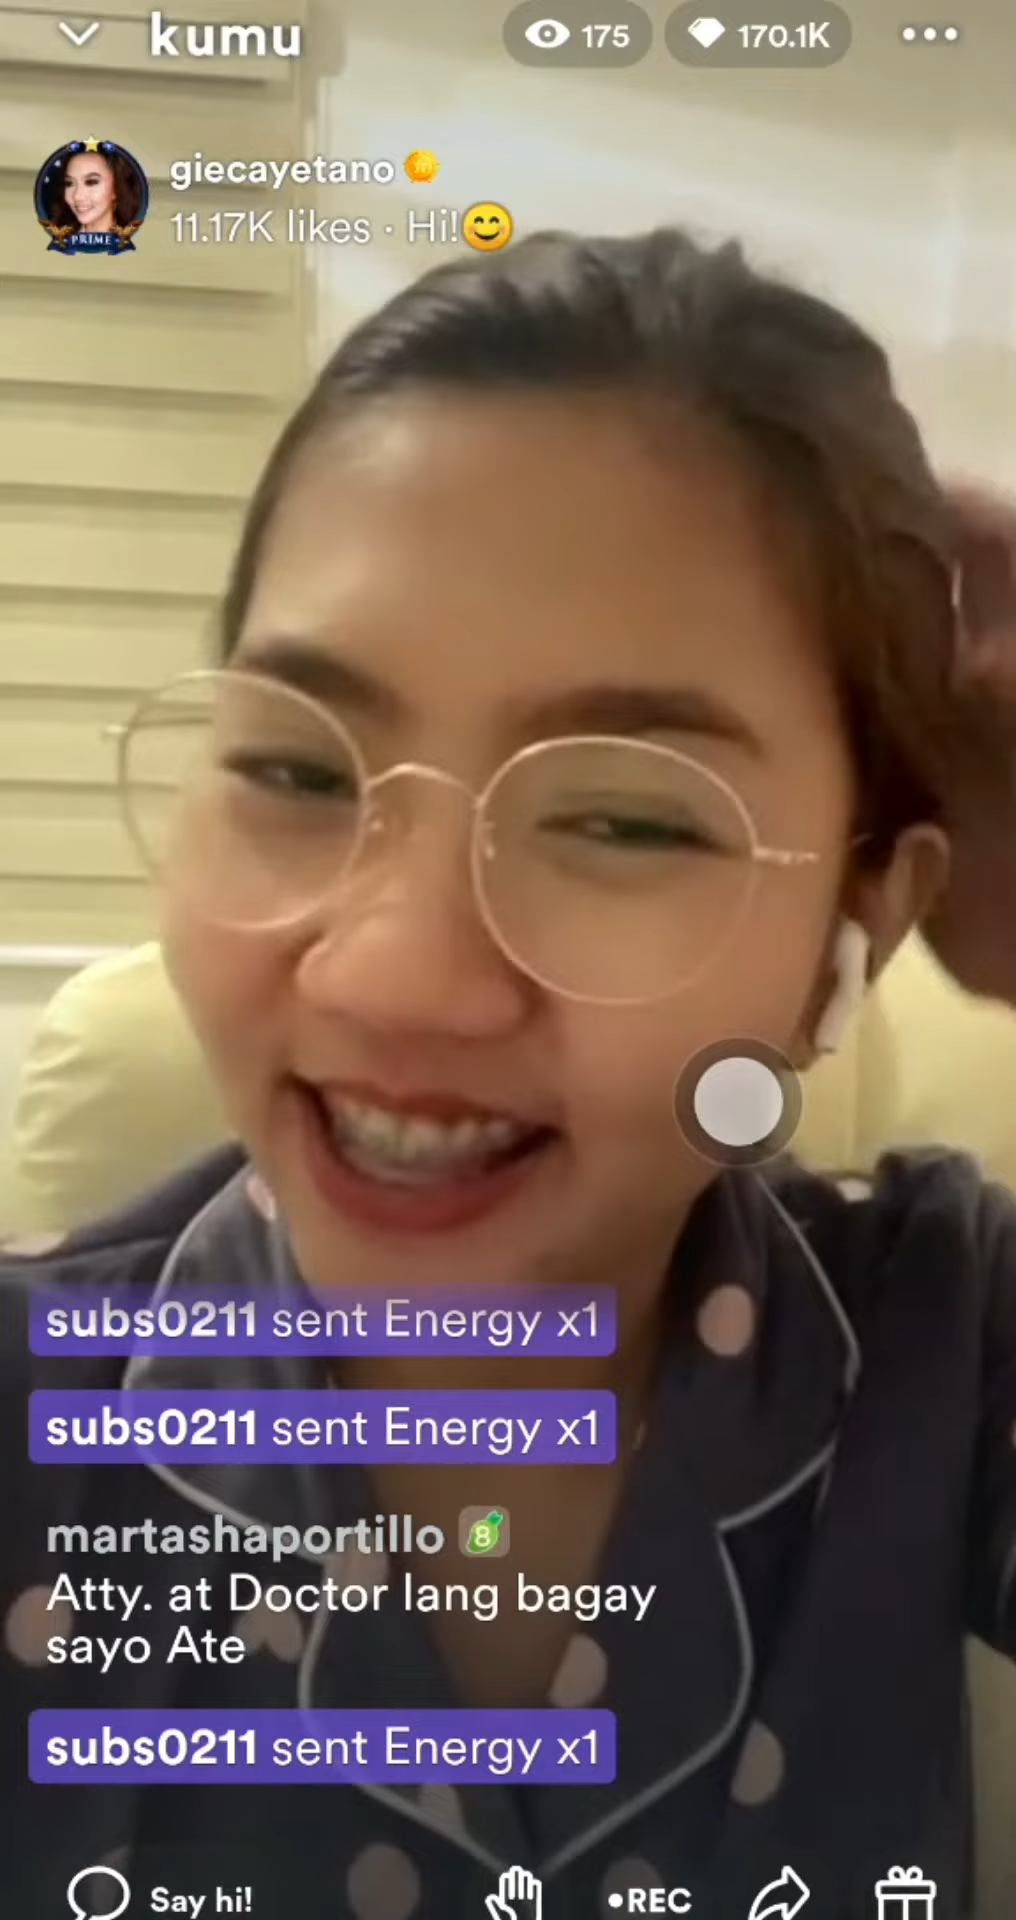 kumu 175 170.1K
giecayetano
11.17K likes · Hi!😊
PRIME
subs0211 sent Energy x1
subs0211 sent Energy x1
martashaportillo 8
Atty. at Doctor lang bagay
sayo Ate
subs0211 sent Energy x1
Say hi! •REC